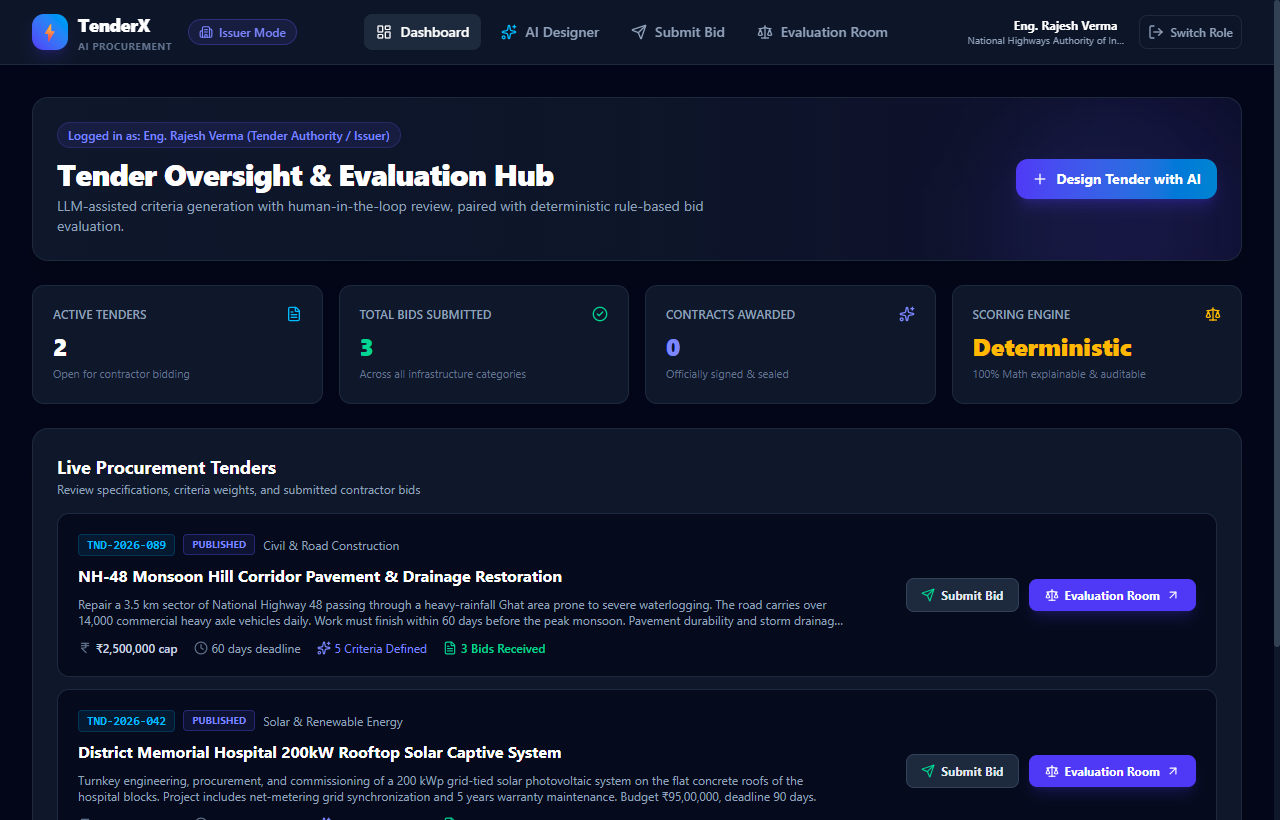 TenderX
AI PROCUREMENT
Issuer Mode
Dashboard
AI Designer
Submit Bid
Evaluation Room
Eng. Rajesh Verma
National Highways Authority of In...
Switch Role
Logged in as: Eng. Rajesh Verma (Tender Authority / Issuer)
Tender Oversight & Evaluation Hub
LLM-assisted criteria generation with human-in-the-loop review, paired with deterministic rule-based bid
evaluation.
Design Tender with AI
ACTIVE TENDERS
2
Open for contractor bidding
TOTAL BIDS SUBMITTED
3
Across all infrastructure categories
CONTRACTS AWARDED
0
Officially signed & sealed
SCORING ENGINE
Deterministic
100% Math explainable & auditable
Live Procurement Tenders
Review specifications, criteria weights, and submitted contractor bids
TND-2026-089 PUBLISHED Civil & Road Construction
NH-48 Monsoon Hill Corridor Pavement & Drainage Restoration
Repair a 3.5 km sector of National Highway 48 passing through a heavy-rainfall Ghat area prone to severe waterlogging. The road carries over
14,000 commercial heavy axle vehicles daily. Work must finish within 60 days before the peak monsoon. Pavement durability and storm drainag...
₹ ₹2,500,000 cap 60 days deadline 5 Criteria Defined 3 Bids Received
Submit Bid
Evaluation Room
TND-2026-042 PUBLISHED Solar & Renewable Energy
District Memorial Hospital 200kW Rooftop Solar Captive System
Turnkey engineering, procurement, and commissioning of a 200 kWp grid-tied solar photovoltaic system on the flat concrete roofs of the
hospital blocks. Project includes net-metering grid synchronization and 5 years warranty maintenance. Budget ₹95,00,000, deadline 90 days.
Submit Bid
Evaluation Room